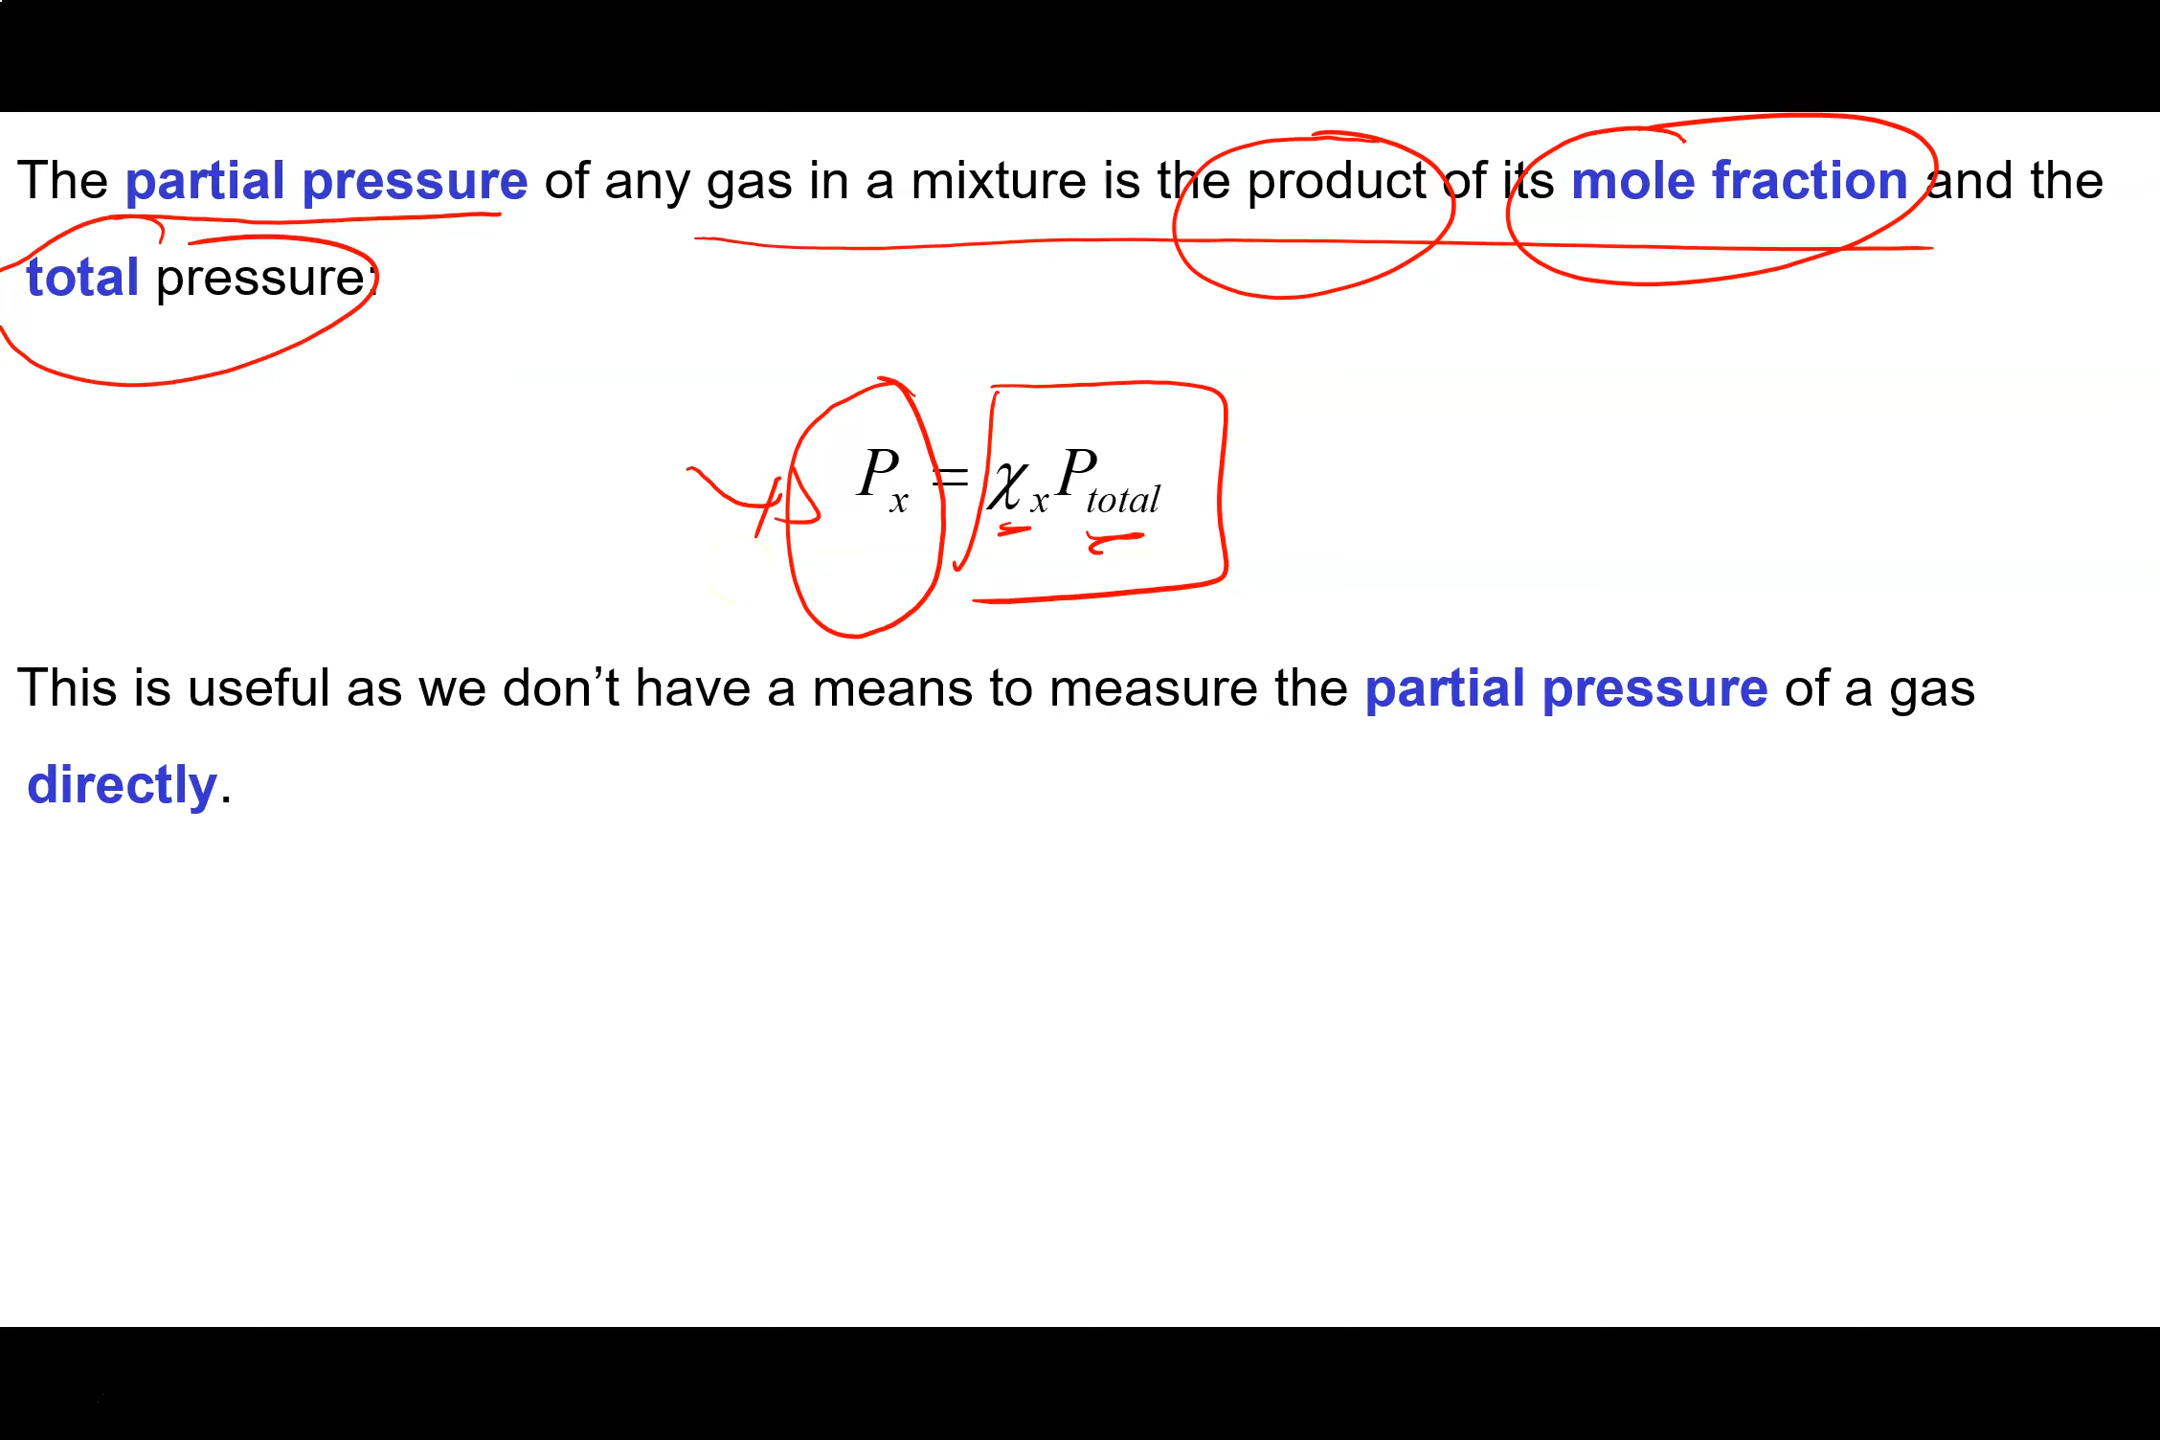 The partial pressure of any gas in a mixture is the product of its mole fraction and the
total pressure:
Pₓ = χₓPtotal
This is useful as we don’t have a means to measure the partial pressure of a gas
directly.